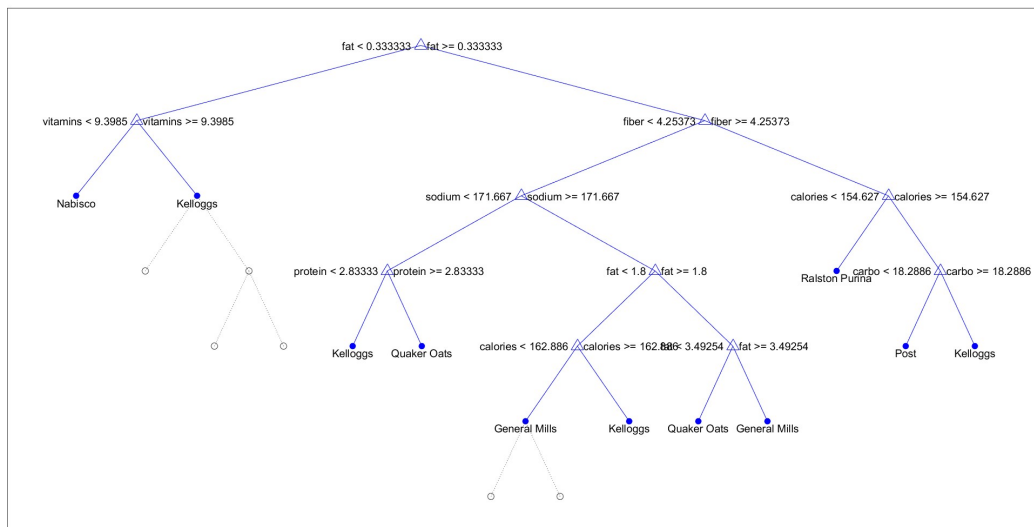 fat < 0.333333 fat >= 0.333333
vitamins < 9.3985 vitamins >= 9.3985
fiber < 4.25373 fiber >= 4.25373
Nabisco
Kelloggs
sodium < 171.667 sodium >= 171.667
calories < 154.627 calories >= 154.627
protein < 2.83333 protein >= 2.83333
fat < 1.8 fat >= 1.8
Ralston Purina
carbo < 18.2886 carbo >= 18.2886
Kelloggs
Quaker Oats
calories < 162.886 calories >= 162.886
fat < 3.49254 fat >= 3.49254
Post
Kelloggs
General Mills
Kelloggs
Quaker Oats
General Mills